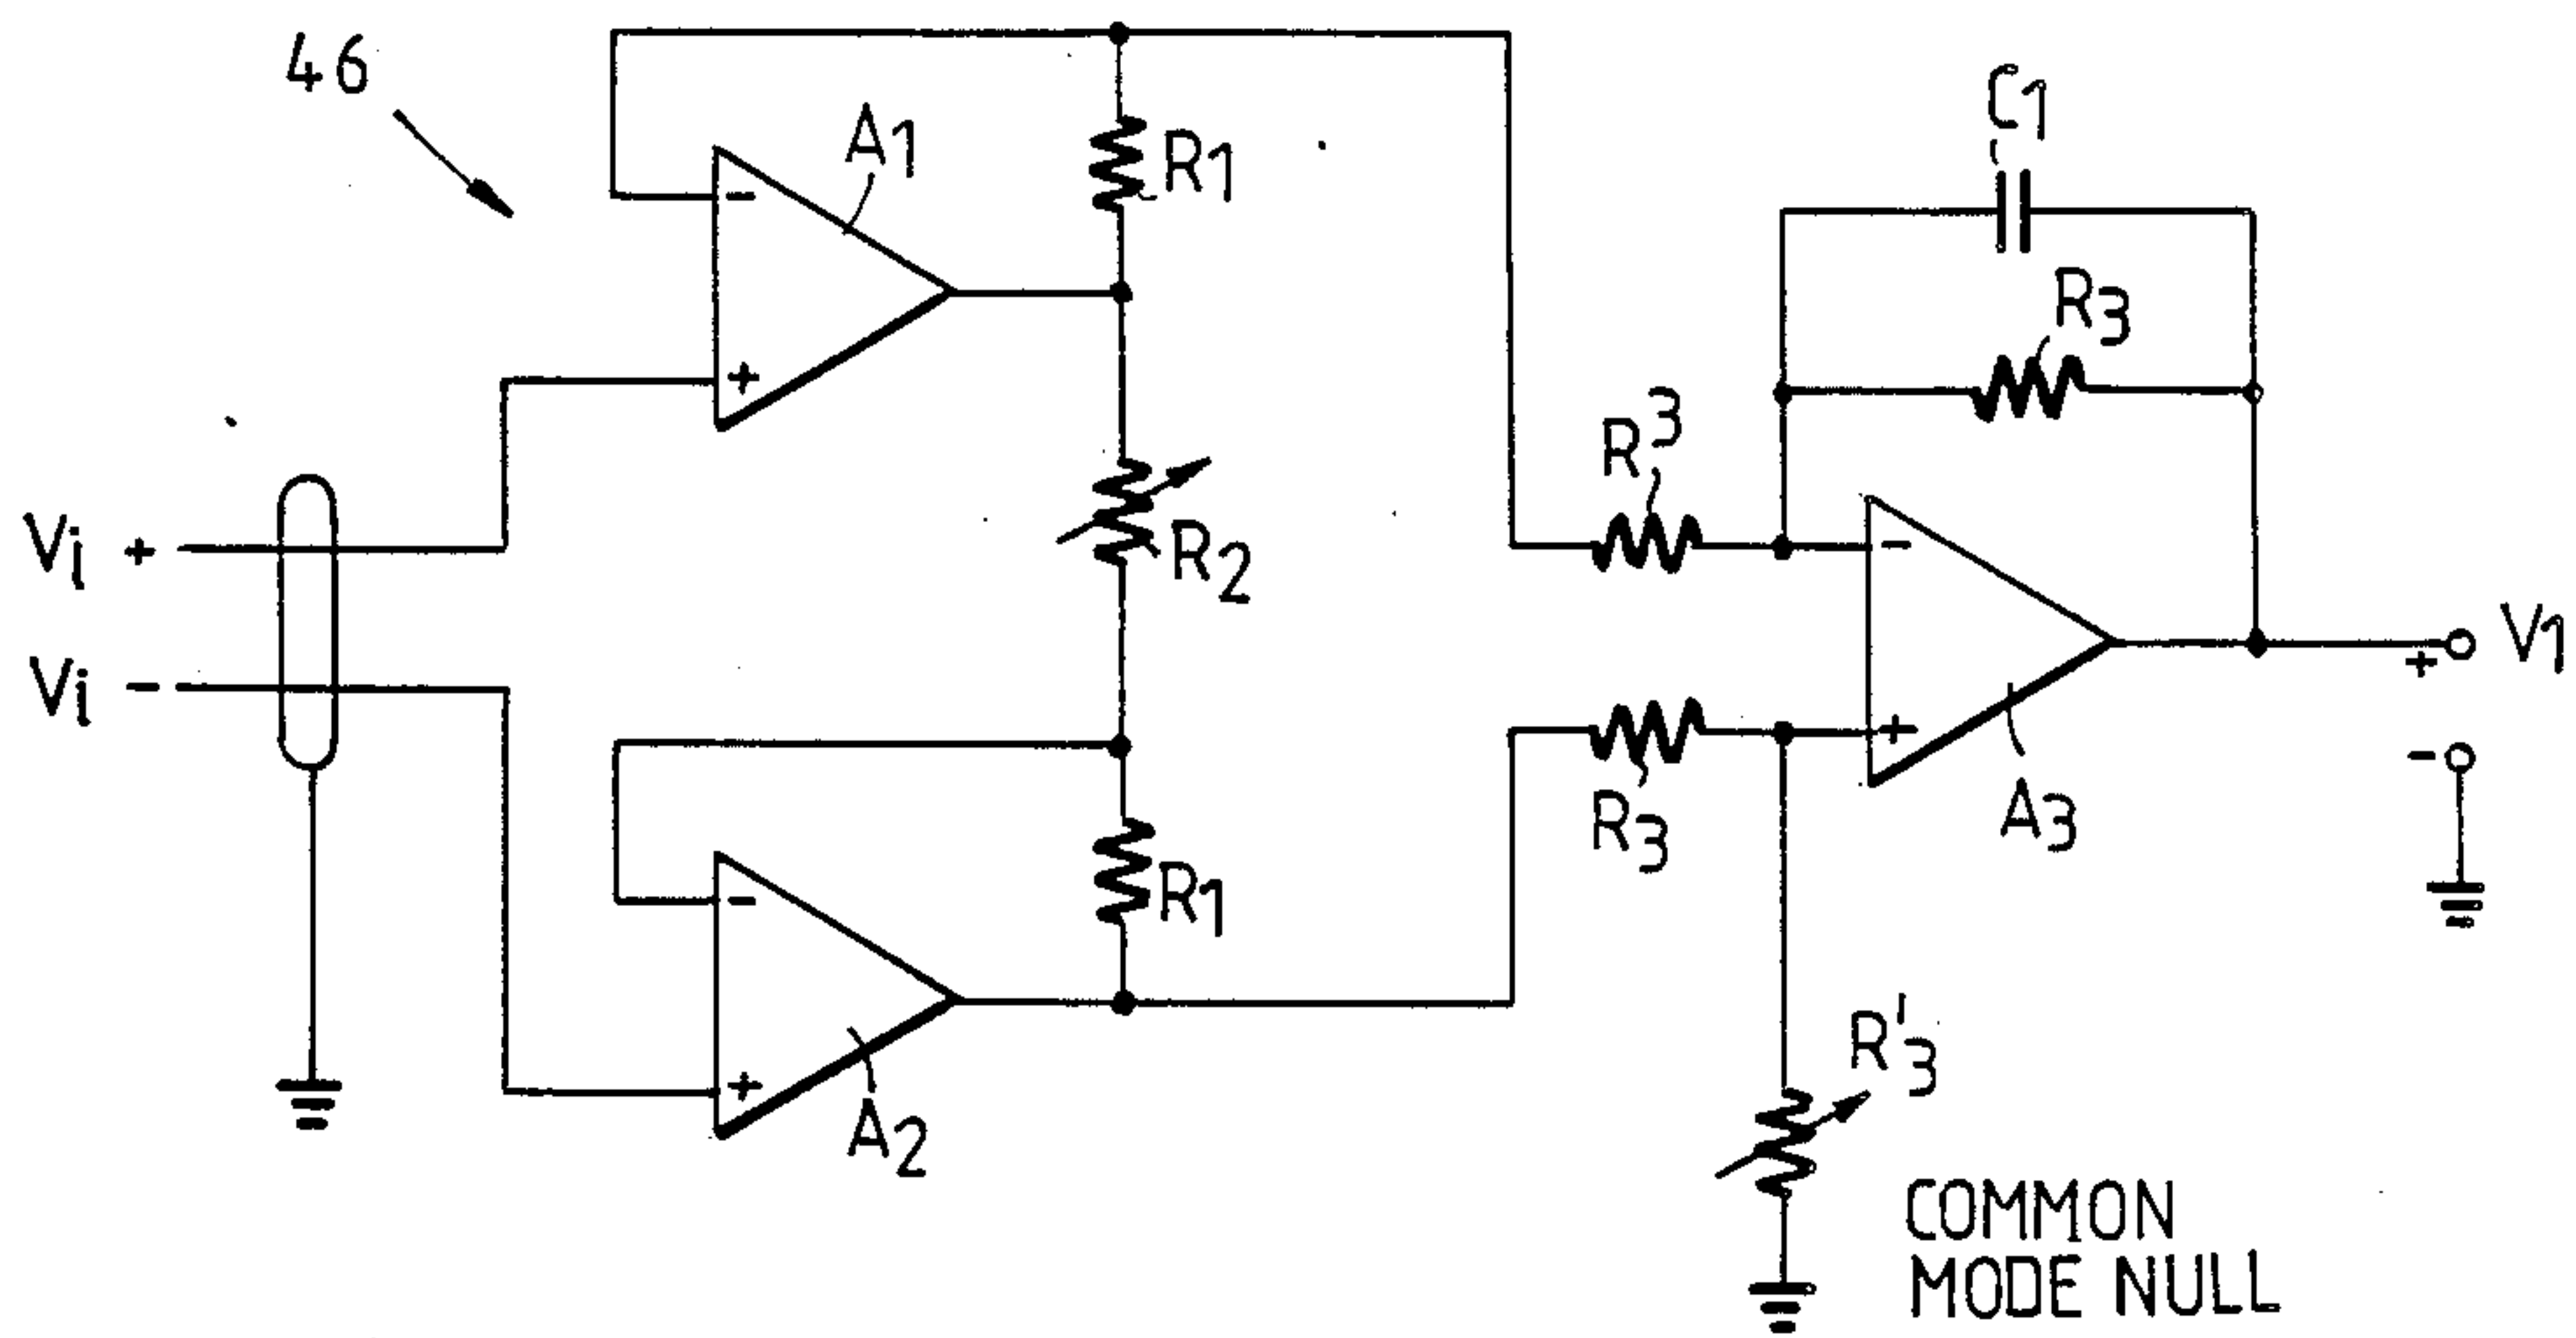 46
A1
R1
C1
R3
R3
Vi +
R2
- 
V1
+
Vi -
R3
+
A3
-
R1
A2
R'3
COMMON
MODE NULL
-
+
-
+